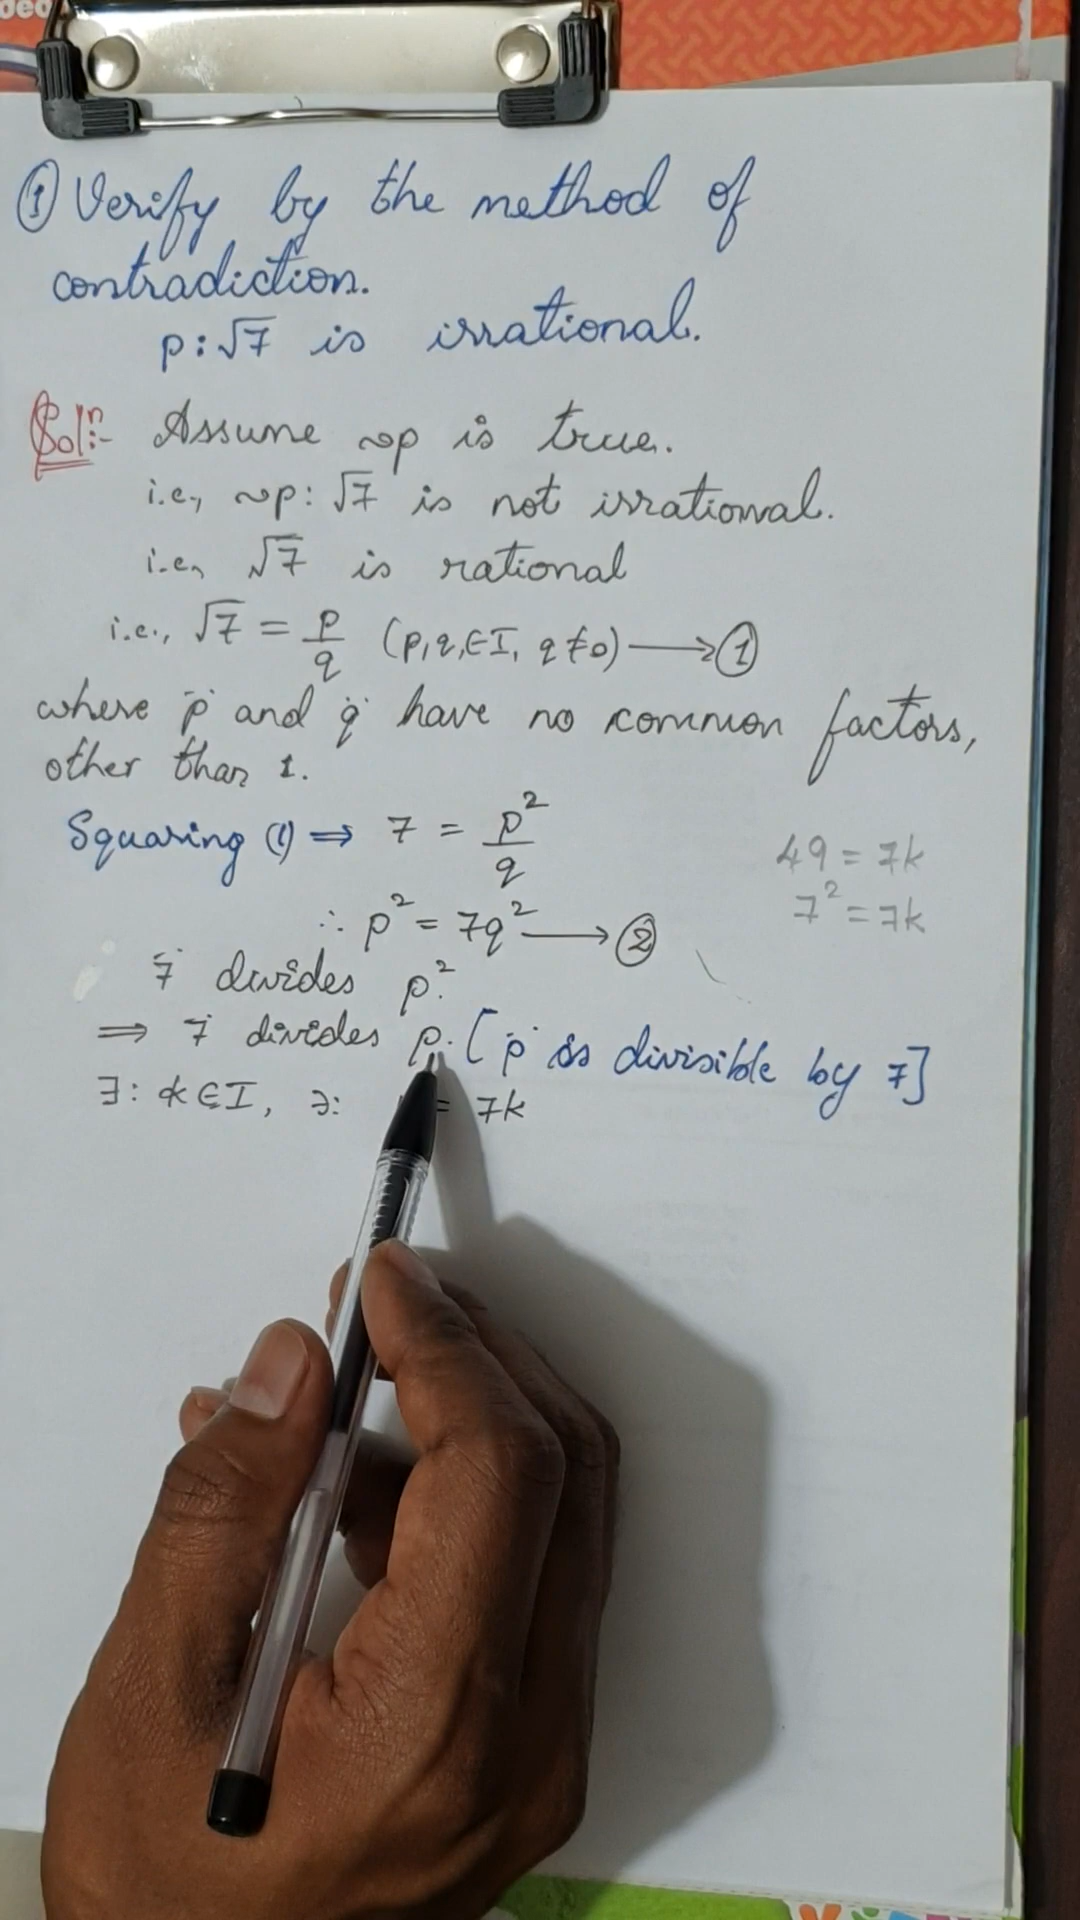 deo
① Verify by the method of
contradiction.
p : √7 is irrational.
Solⁿ:- Assume ~p is true.
i.e., ~p : √7 is not irrational.
i.e., √7 is rational
i.e., √7 = p/q (p, q, ∈ I, q ≠ 0) ⟶ ①
where 'p' and 'q' have no common factors,
other than 1.
Squaring (1) ⇒ 7 = p²/q
49 = 7k
7² = 7k
∴ p² = 7q² ⟶ ②
7 divides p².
⇒ 7 divides p. ['p' is divisible by 7]
∃: k ∈ I, ∋: = 7k